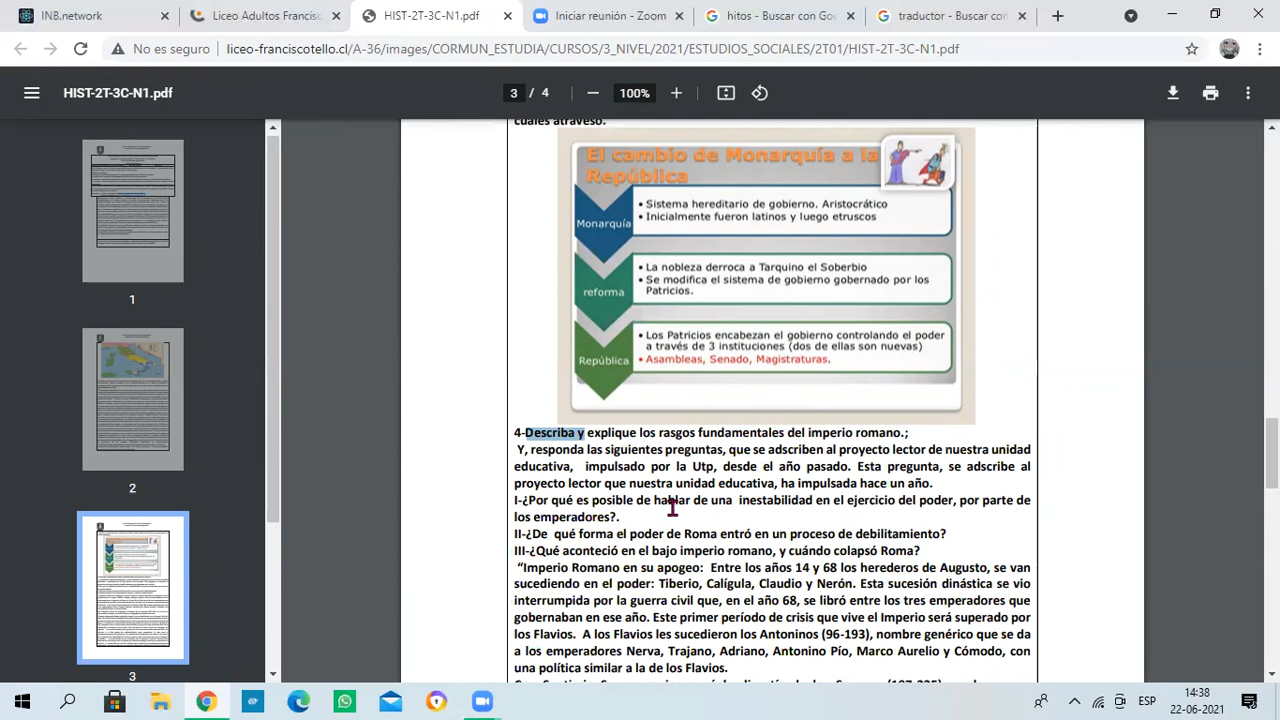 INB.network
Liceo Adultos Francisc
HIST-2T-3C-N1.pdf
Iniciar reunión - Zoom
hitos - Buscar con Goo
traductor - Buscar con
No es seguro
liceo-franciscotello.cl/A-36/images/CORMUN_ESTUDIA/CURSOS/3_NIVEL/2021/ESTUDIOS_SOCIALES/2T01/HIST-2T-3C-N1.pdf
HIST-2T-3C-N1.pdf
3 / 4
100%
1
2
3
cuales atravesó.
El cambio de Monarquía a la
República
Monarquía
• Sistema hereditario de gobierno. Aristocrático
• Inicialmente fueron latinos y luego etruscos
reforma
• La nobleza derroca a Tarquino el Soberbio
• Se modifica el sistema de gobierno gobernado por los
Patricios.
República
• Los Patricios encabezan el gobierno controlando el poder
a través de 3 instituciones (dos de ellas son nuevas)
• Asambleas, Senado, Magistraturas.
4-Describa y explique los rasgos fundamentales del imperio romano.;
Y, responda las siguientes preguntas, que se adscriben al proyecto lector de nuestra unidad
educativa, impulsado por la Utp, desde el año pasado. Esta pregunta, se adscribe al
proyecto lector que nuestra unidad educativa, ha impulsada hace un año.
I-¿Por qué es posible de hablar de una inestabilidad en el ejercicio del poder, por parte de
los emperadores?.
II-¿De qué forma el poder de Roma entró en un proceso de debilitamiento?
III-¿Qué aconteció en el bajo imperio romano, y cuándo colapsó Roma?
“Imperio Romano en su apogeo: Entre los años 14 y 68 los herederos de Augusto, se van
sucediendo en el poder: Tiberio, Calígula, Claudio y Nerón. Esta sucesión dinástica se vio
interrumpida por la guerra civil que, en el año 68, se libró entre los tres emperadores que
gobernaban en ese año. Este primer período de crisis que vive el Imperio será superado por
los Flavios. A los Flavios les sucedieron los Antoninos (96-193), nombre genérico que se da
a los emperadores Nerva, Trajano, Adriano, Antonino Pío, Marco Aurelio y Cómodo, con
una política similar a la de los Flavios.
ESP
14:38
22-06-2021